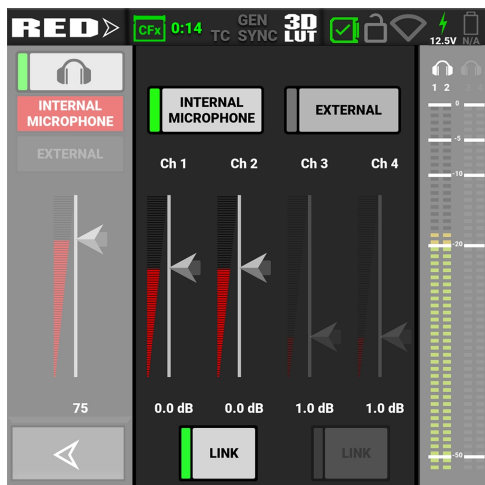 RED
CFx
0:14
GEN
TC SYNC
3D
LUT
12.5V N/A
INTERNAL
MICROPHONE
EXTERNAL
75
INTERNAL
MICROPHONE
EXTERNAL
Ch 1
Ch 2
Ch 3
Ch 4
0.0 dB
0.0 dB
1.0 dB
1.0 dB
LINK
LINK
1 2 3 4
0
-5
-10
-20
-50